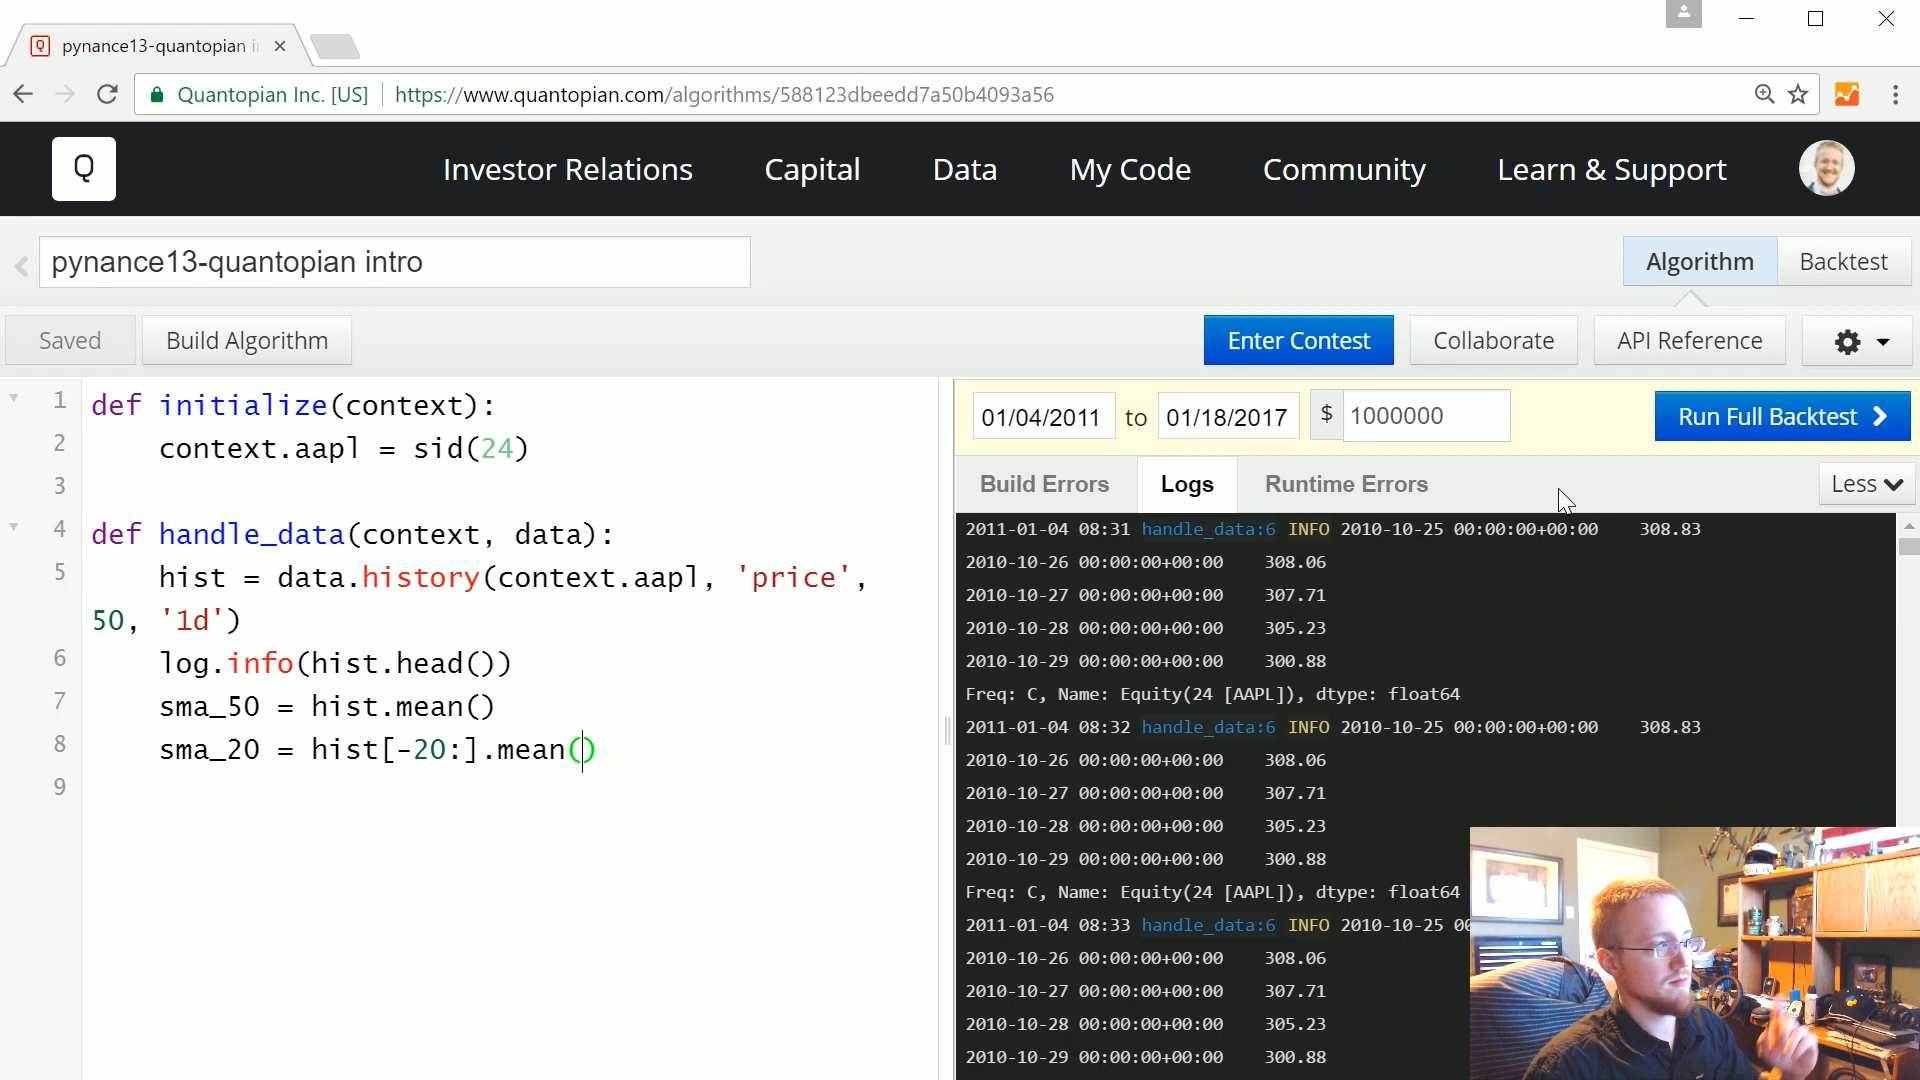 Q pynance13-quantopian i
Quantopian Inc. [US] https://www.quantopian.com/algorithms/588123dbeedd7a50b4093a56
Q Investor Relations Capital Data My Code Community Learn & Support
pynance13-quantopian intro
Algorithm Backtest
Saved Build Algorithm Enter Contest Collaborate API Reference
1 def initialize(context):
2 context.aapl = sid(24)
3
4 def handle_data(context, data):
5 hist = data.history(context.aapl, 'price',
50, '1d')
6 log.info(hist.head())
7 sma_50 = hist.mean()
8 sma_20 = hist[-20:].mean()
9
01/04/2011 to 01/18/2017 $ 1000000 Run Full Backtest
Build Errors Logs Runtime Errors Less
2011-01-04 08:31 handle_data:6 INFO 2010-10-25 00:00:00+00:00 308.83
2010-10-26 00:00:00+00:00 308.06
2010-10-27 00:00:00+00:00 307.71
2010-10-28 00:00:00+00:00 305.23
2010-10-29 00:00:00+00:00 300.88
Freq: C, Name: Equity(24 [AAPL]), dtype: float64
2011-01-04 08:32 handle_data:6 INFO 2010-10-25 00:00:00+00:00 308.83
2010-10-26 00:00:00+00:00 308.06
2010-10-27 00:00:00+00:00 307.71
2010-10-28 00:00:00+00:00 305.23
2010-10-29 00:00:00+00:00 300.88
Freq: C, Name: Equity(24 [AAPL]), dtype: float64
2011-01-04 08:33 handle_data:6 INFO 2010-10-25 0
2010-10-26 00:00:00+00:00 308.06
2010-10-27 00:00:00+00:00 307.71
2010-10-28 00:00:00+00:00 305.23
2010-10-29 00:00:00+00:00 300.88